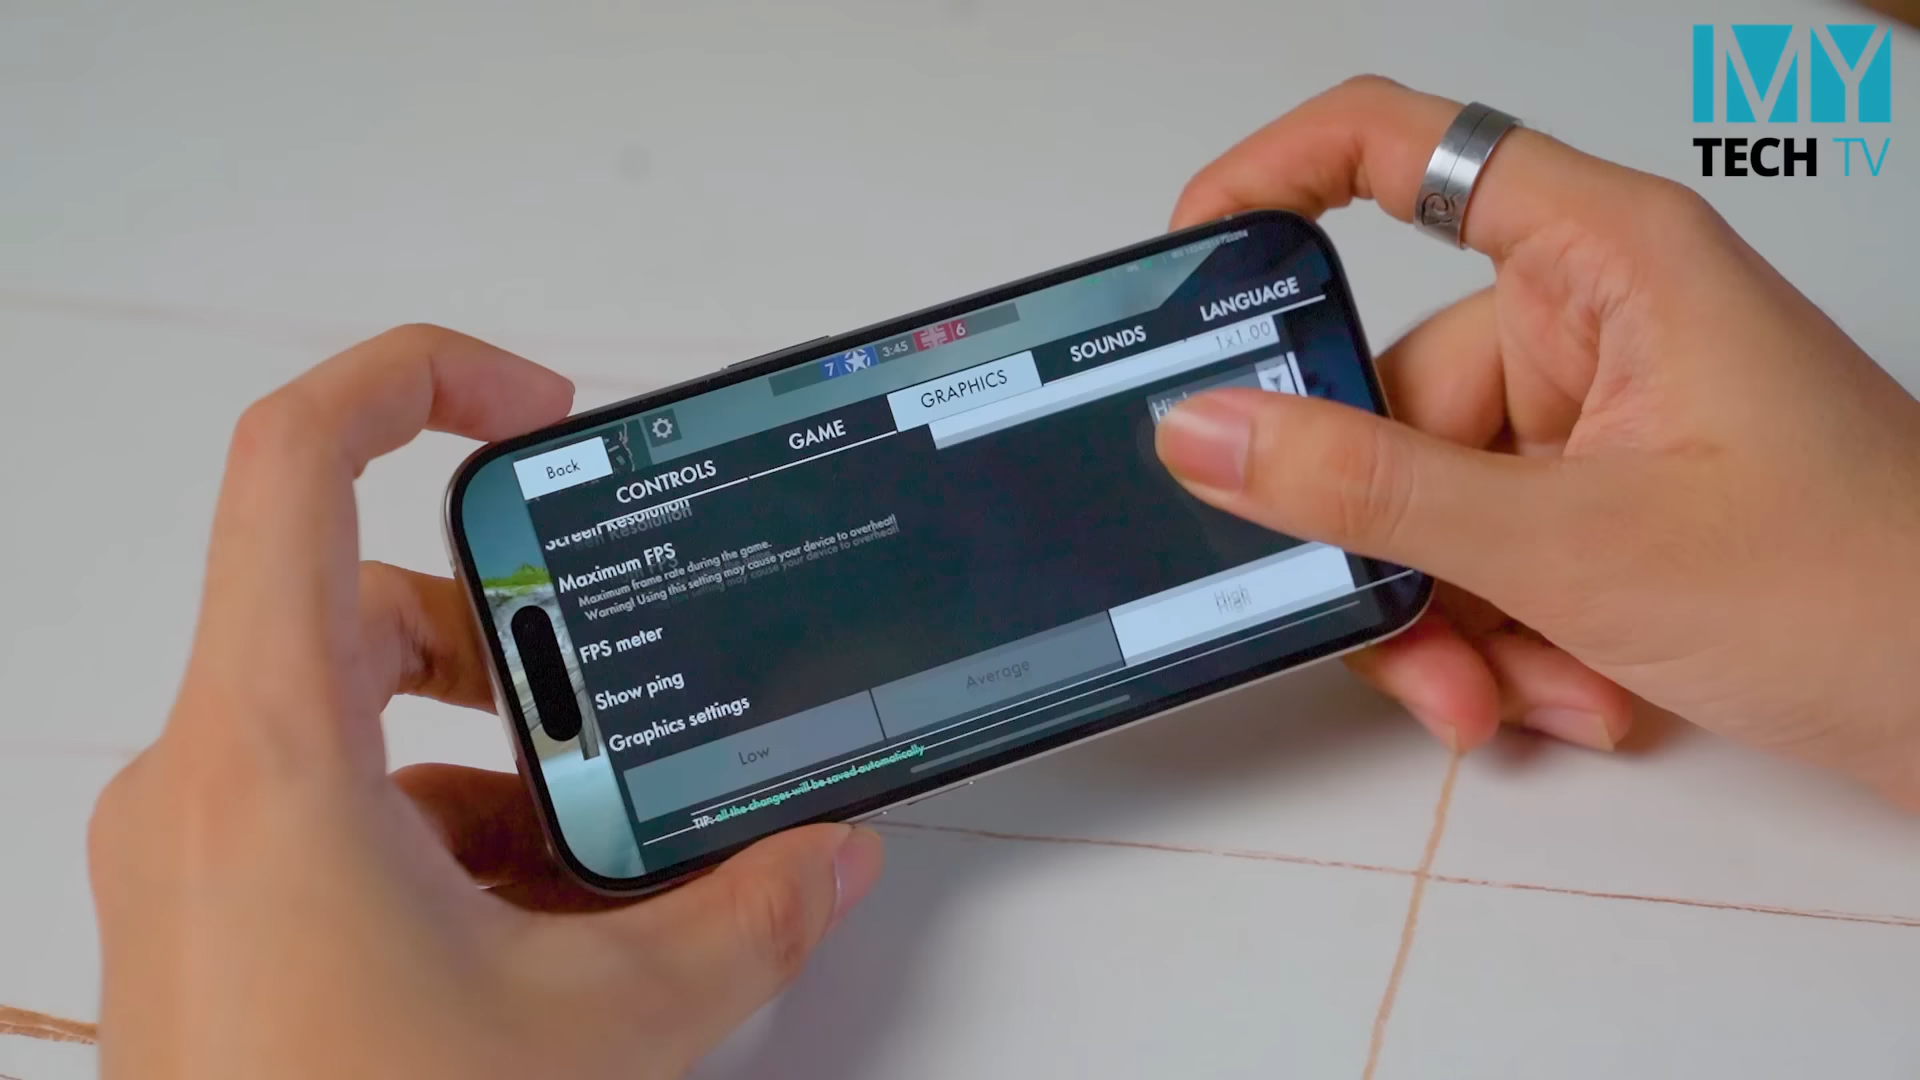 MY
TECH TV
7 3:45 6
Back
CONTROLS
GAME
GRAPHICS
SOUNDS
LANGUAGE
1x1.00
Screen Resolution
Maximum FPS
Maximum frame rate during the game.
Warning! Using this setting may cause your device to overheat!
FPS meter
Show ping
Graphics settings
Low
Average
High
TIP: all the changes will be saved automatically